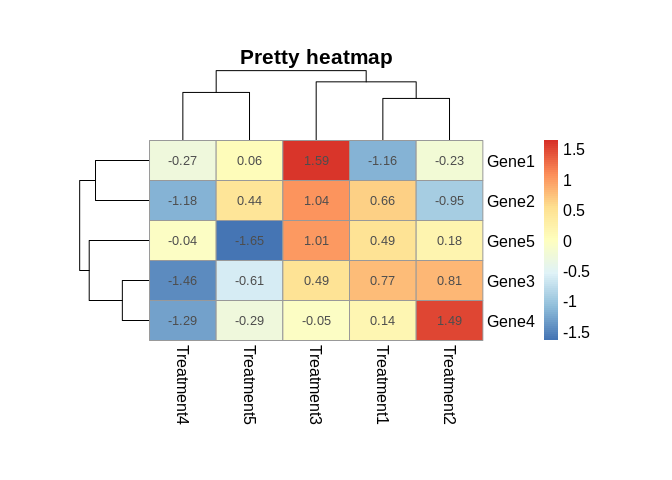 Pretty heatmap
-0.27 0.06 1.59 -1.16 -0.23 Gene1
-1.18 0.44 1.04 0.66 -0.95 Gene2
-0.04 -1.65 1.01 0.49 0.18 Gene5
-1.46 -0.61 0.49 0.77 0.81 Gene3
-1.29 -0.29 -0.05 0.14 1.49 Gene4
Treatment4 Treatment5 Treatment3 Treatment1 Treatment2
1.5
1
0.5
0
-0.5
-1
-1.5